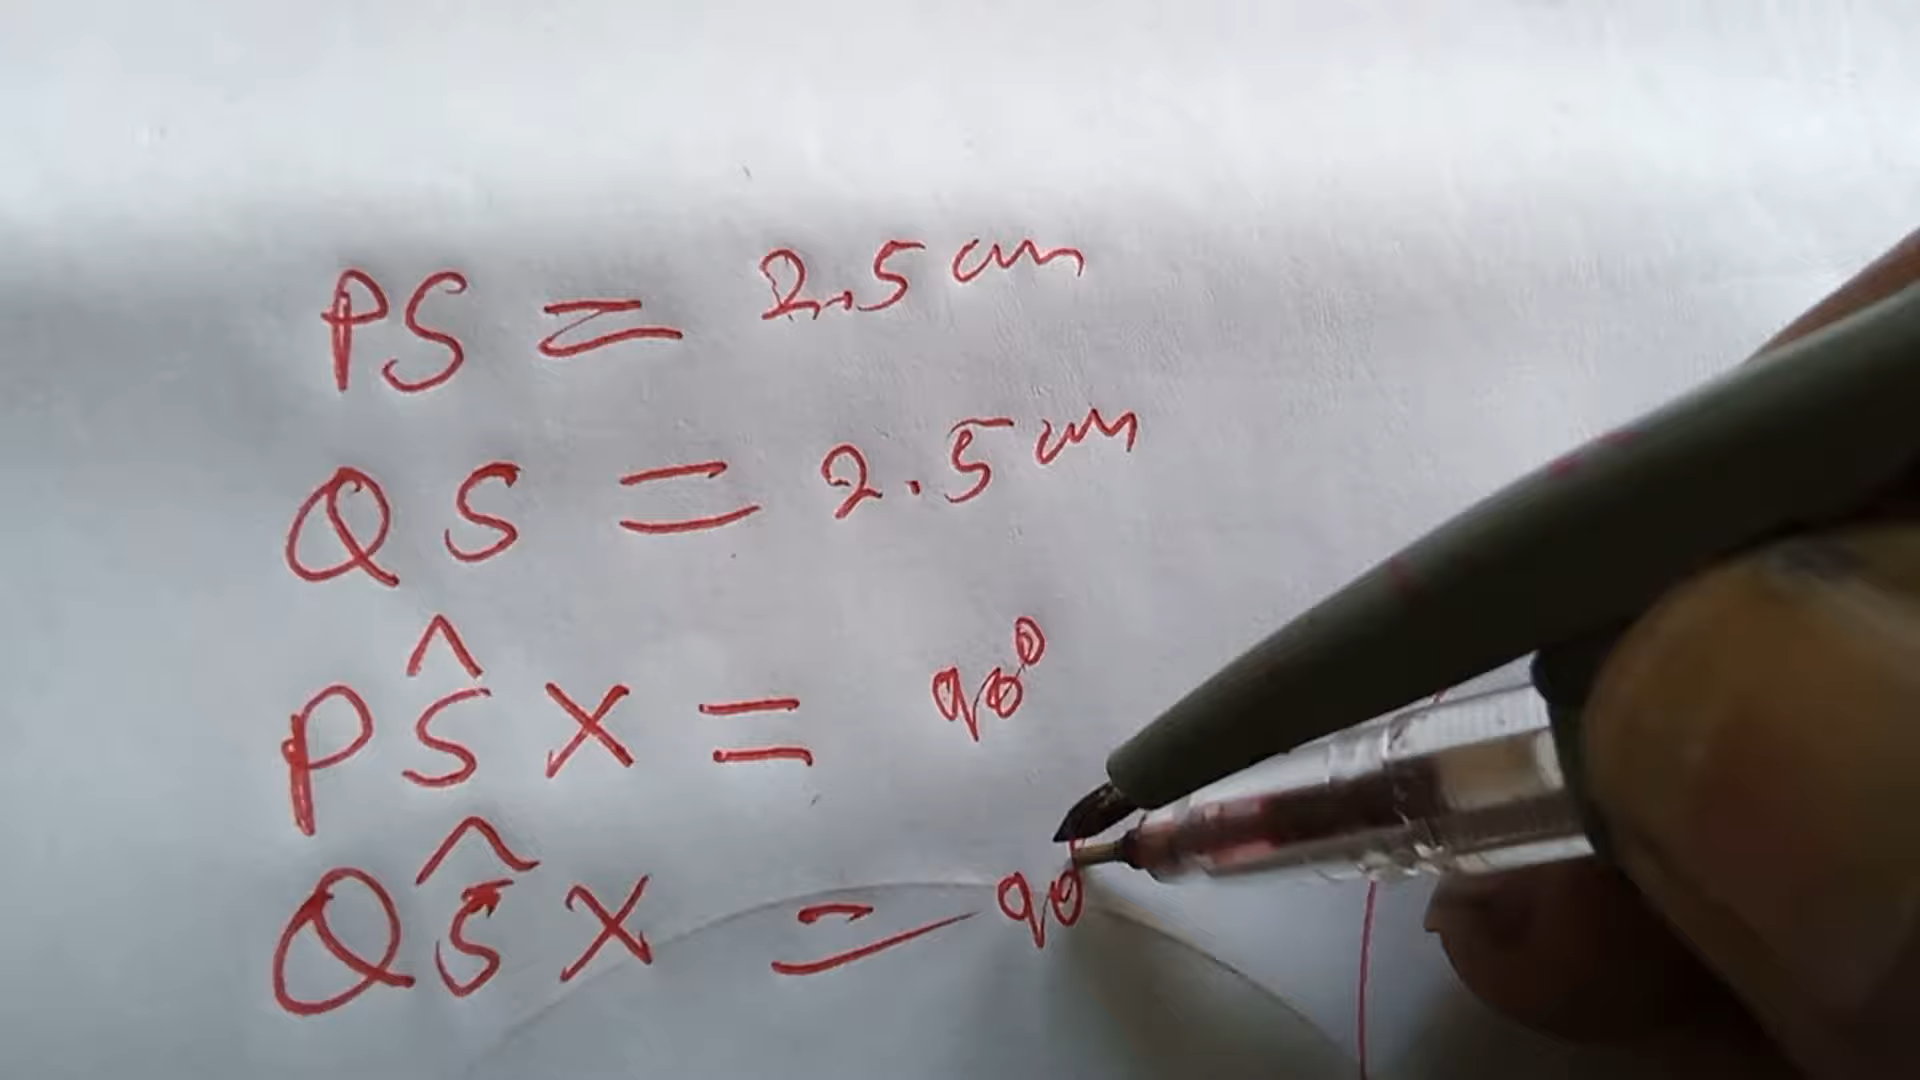 PS = 2.5 cm
QS = 2.5 cm
PŜX = 90°
QŜX = 90